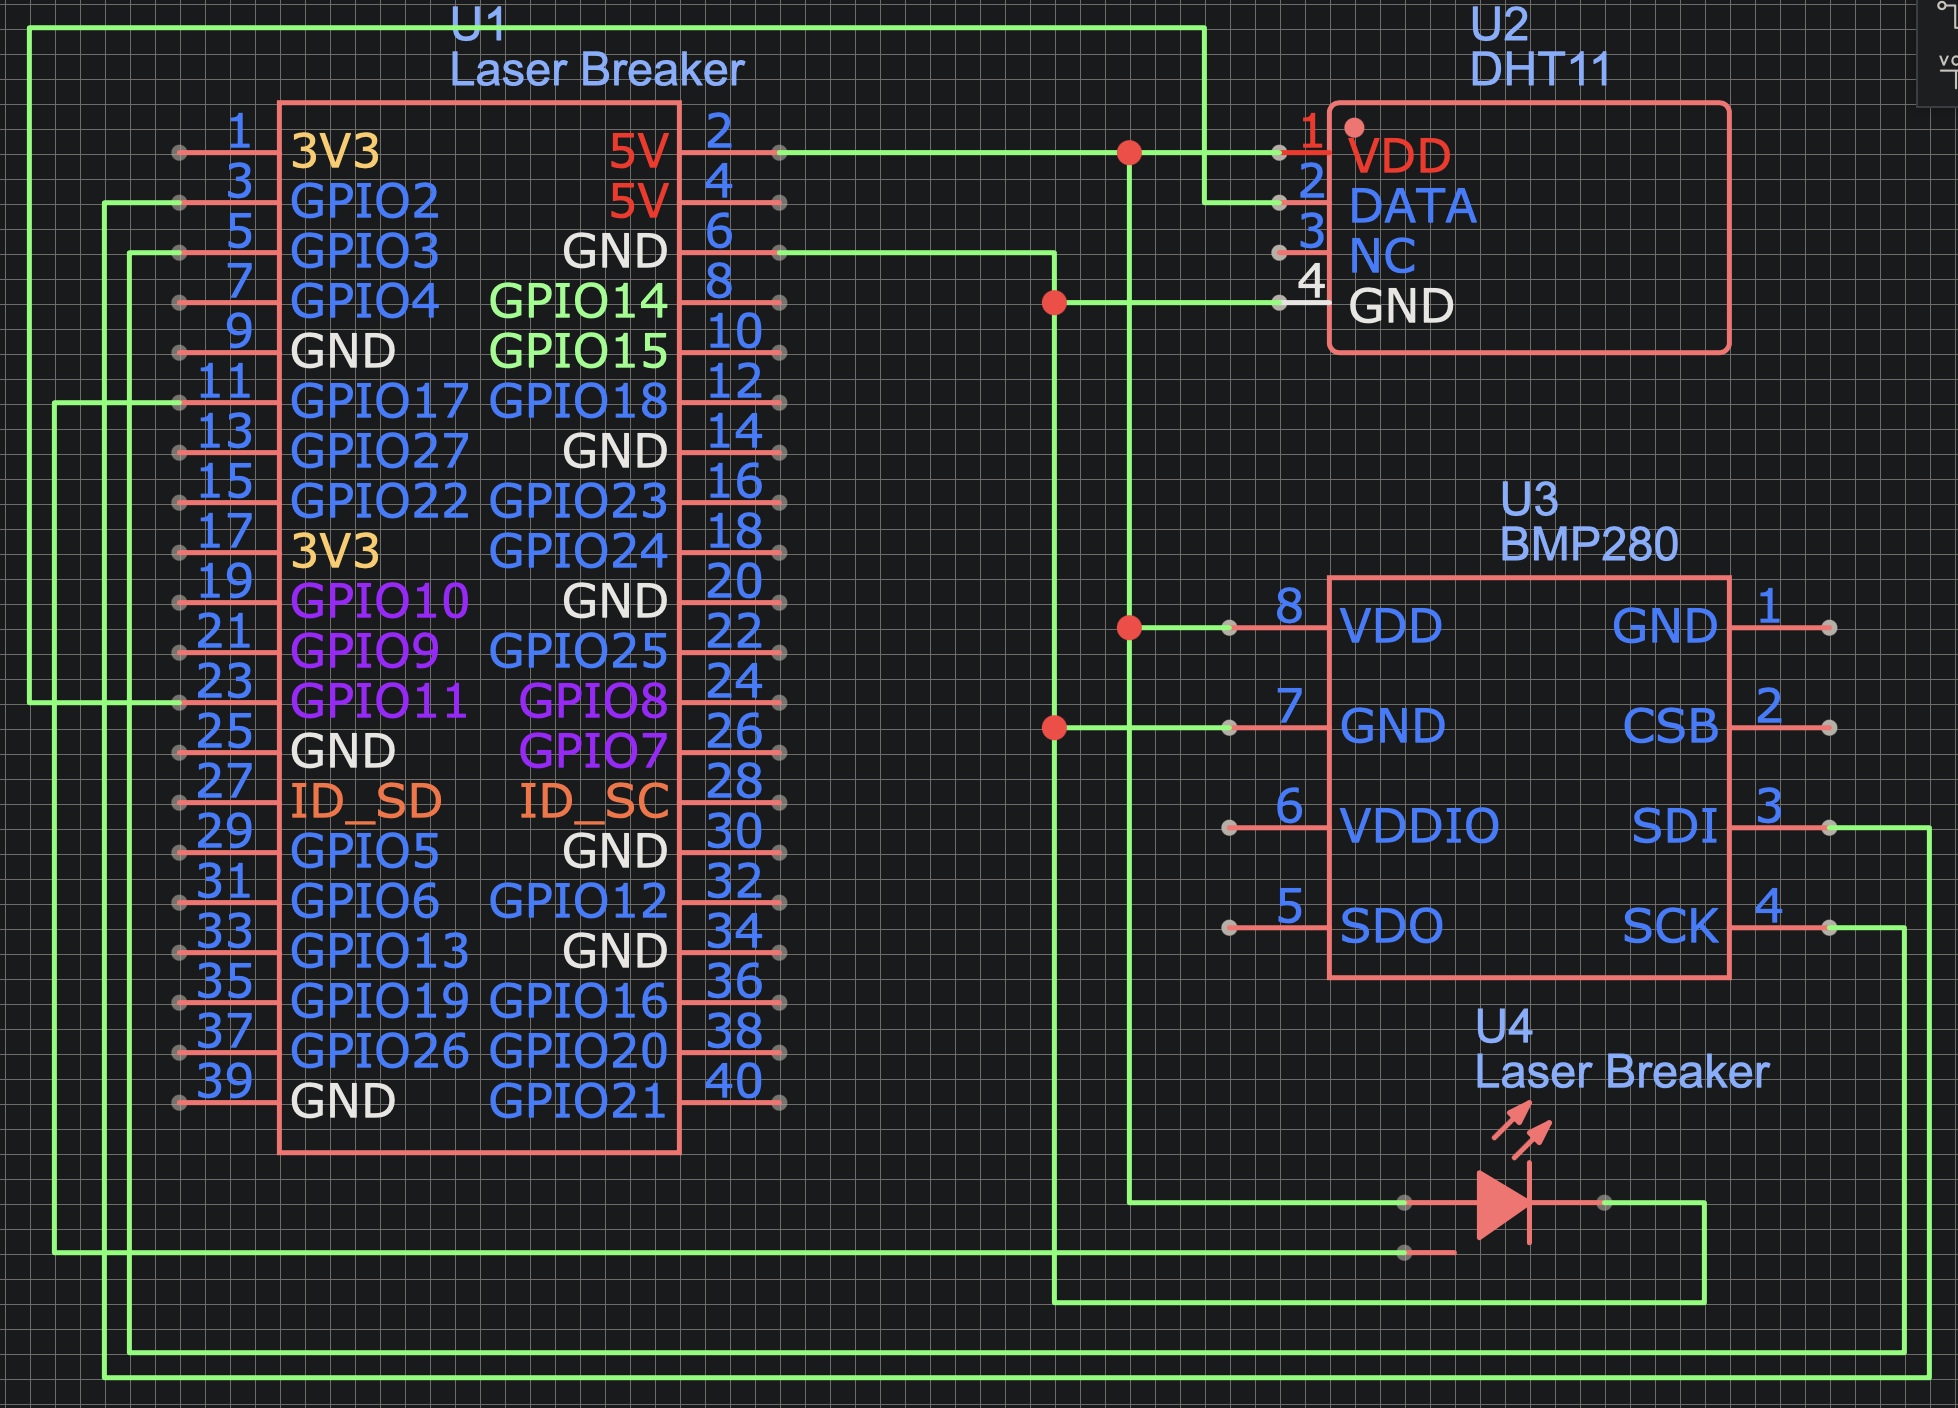 U1
Laser Breaker
1 3V3 5V 2
3 GPIO2 5V 4
5 GPIO3 GND 6
7 GPIO4 GPIO14 8
9 GND GPIO15 10
11 GPIO17 GPIO18 12
13 GPIO27 GND 14
15 GPIO22 GPIO23 16
17 3V3 GPIO24 18
19 GPIO10 GND 20
21 GPIO9 GPIO25 22
23 GPIO11 GPIO8 24
25 GND GPIO7 26
27 ID_SD ID_SC 28
29 GPIO5 GND 30
31 GPIO6 GPIO12 32
33 GPIO13 GND 34
35 GPIO19 GPIO16 36
37 GPIO26 GPIO20 38
39 GND GPIO21 40
U2
DHT11
1 VDD
2 DATA
3 NC
4 GND
U3
BMP280
8 VDD GND 1
7 GND CSB 2
6 VDDIO SDI 3
5 SDO SCK 4
U4
Laser Breaker